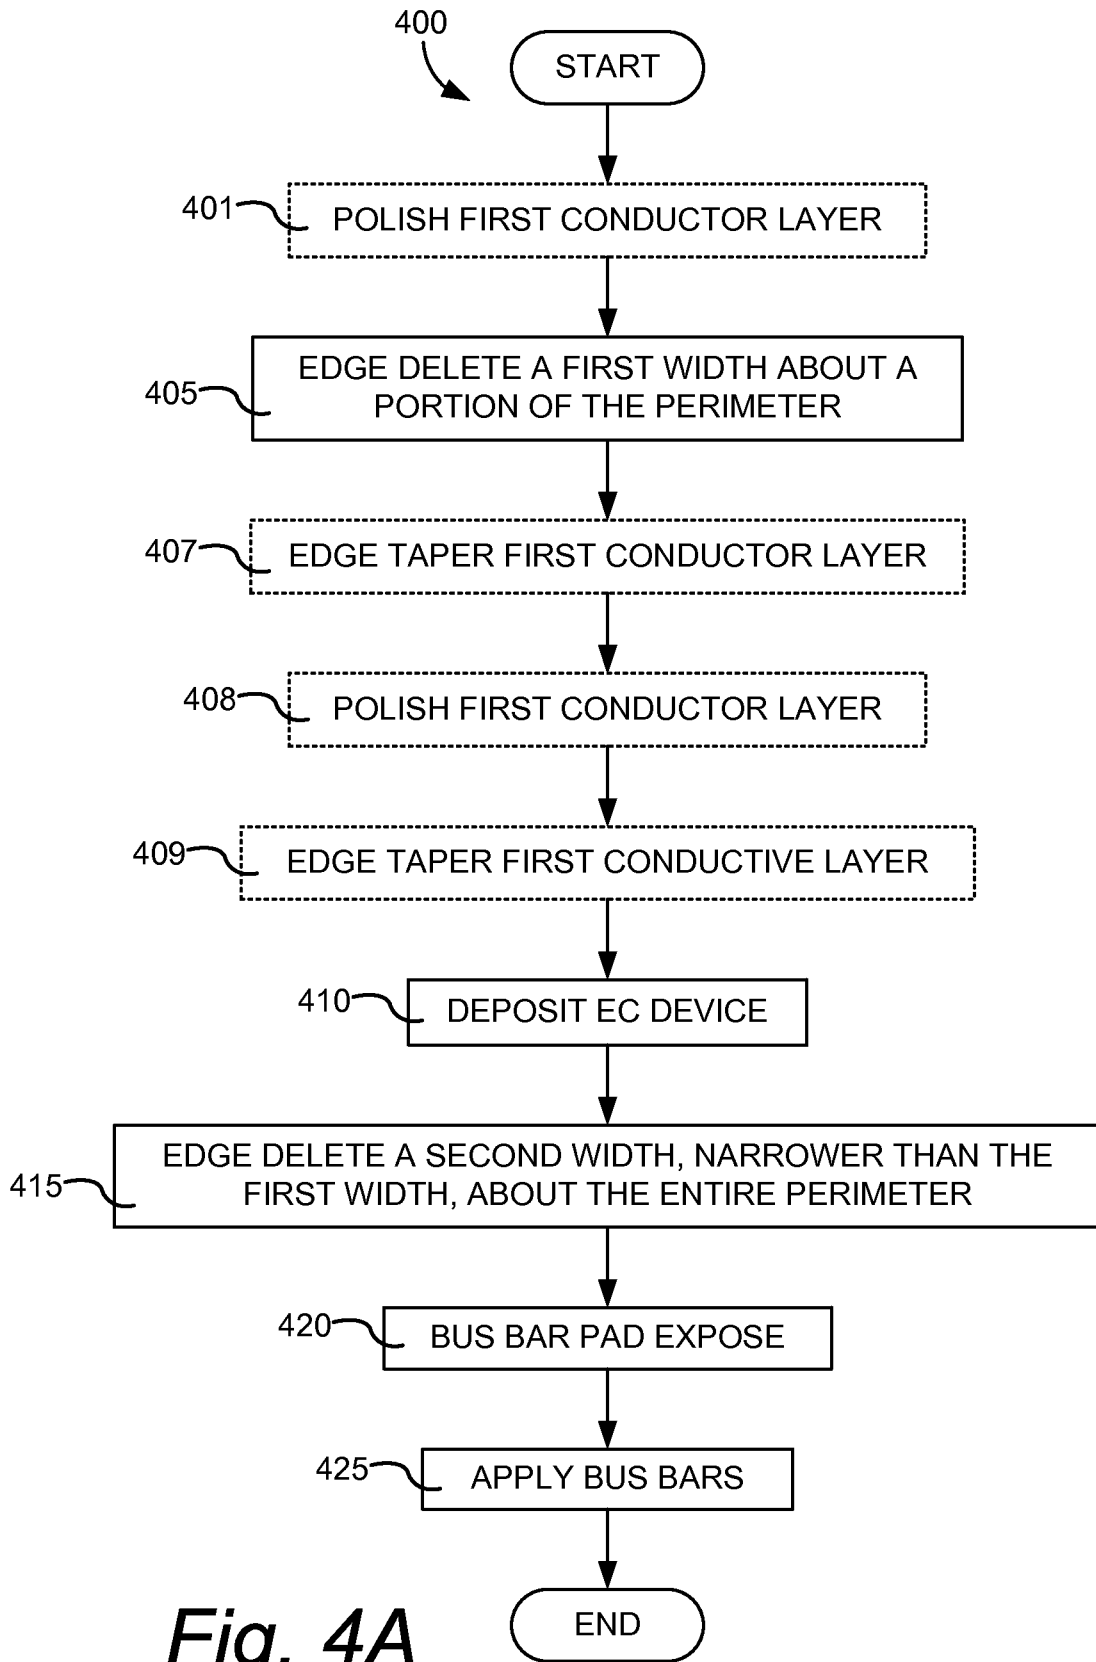 400
START
401
POLISH FIRST CONDUCTOR LAYER
405
EDGE DELETE A FIRST WIDTH ABOUT A
PORTION OF THE PERIMETER
407
EDGE TAPER FIRST CONDUCTOR LAYER
408
POLISH FIRST CONDUCTOR LAYER
409
EDGE TAPER FIRST CONDUCTIVE LAYER
410
DEPOSIT EC DEVICE
415
EDGE DELETE A SECOND WIDTH, NARROWER THAN THE
FIRST WIDTH, ABOUT THE ENTIRE PERIMETER
420
BUS BAR PAD EXPOSE
425
APPLY BUS BARS
END
Fig. 4A